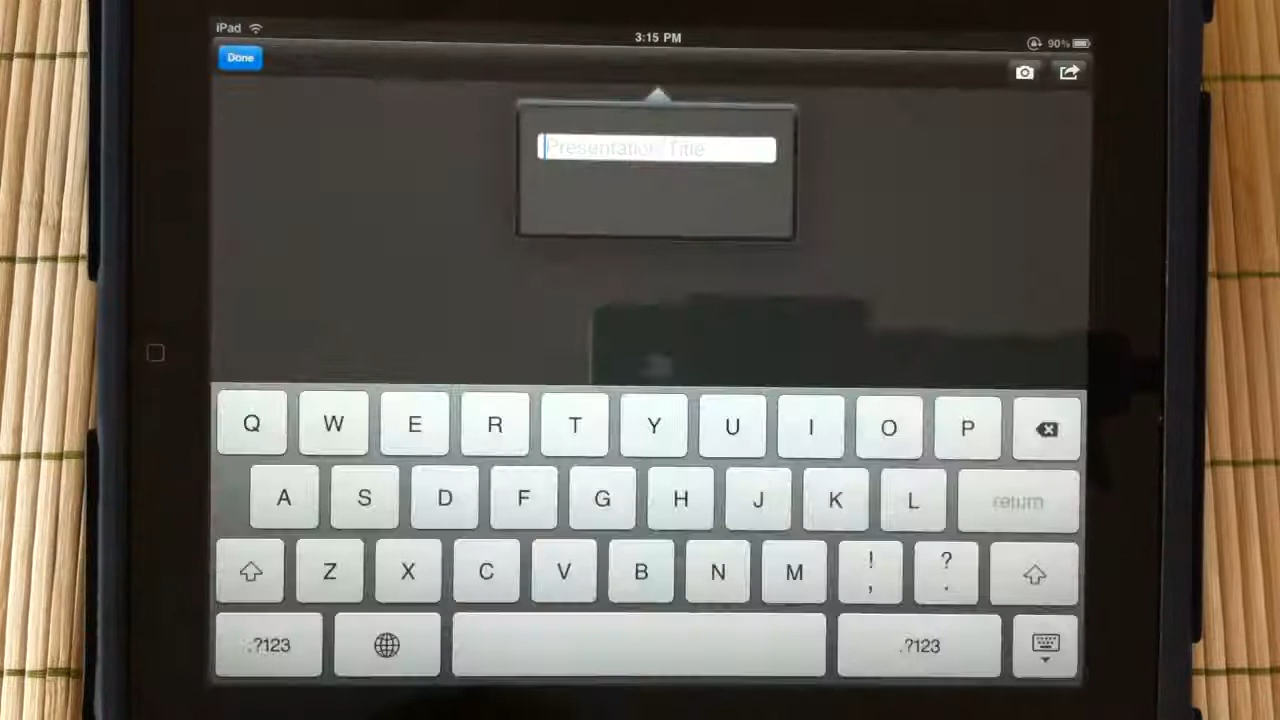 iPad
3:15 PM
90%
Done
Presentation Title
Q W E R T Y U I O P
A S D F G H J K L return
Z X C V B N M ! , ? .
.?123 .?123